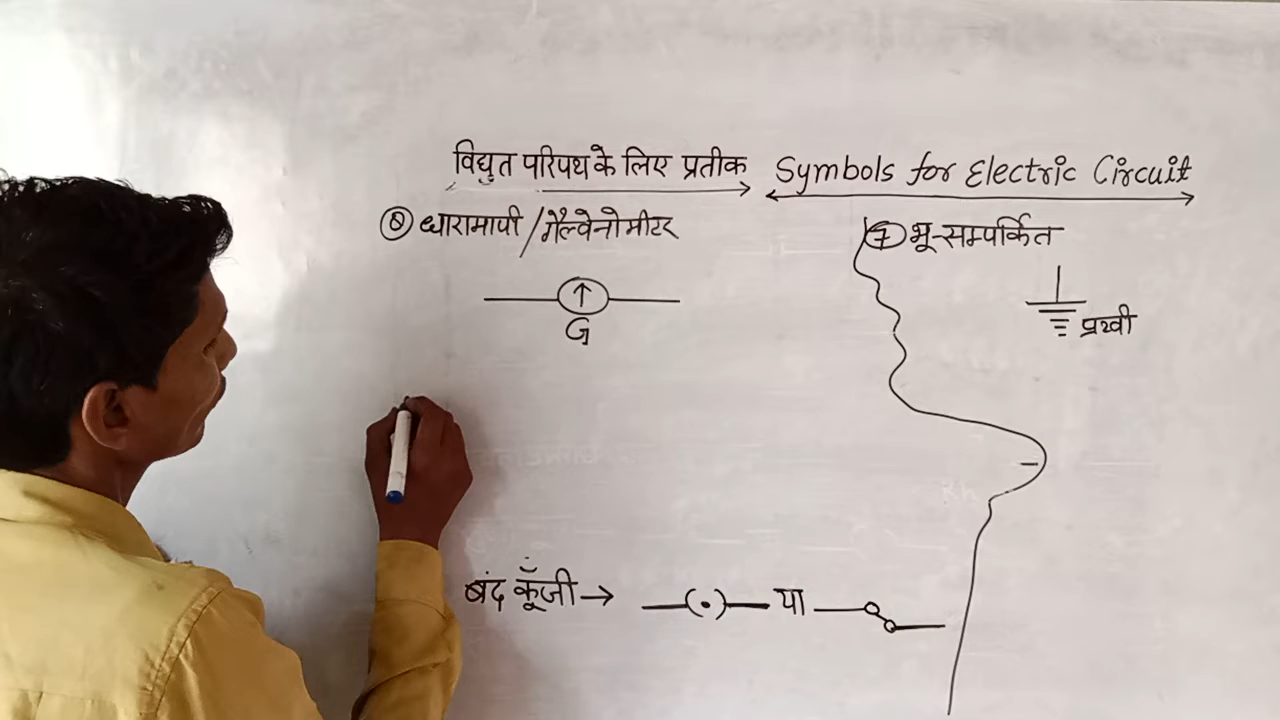 विद्युत परिपथ के लिए प्रतीक Symbols for Electric Circuit
⑧ धारामापी / गैल्वेनोमीटर
G
⑦ भू-सम्पर्कित
प्रथ्वी
बंद कूँजी → या